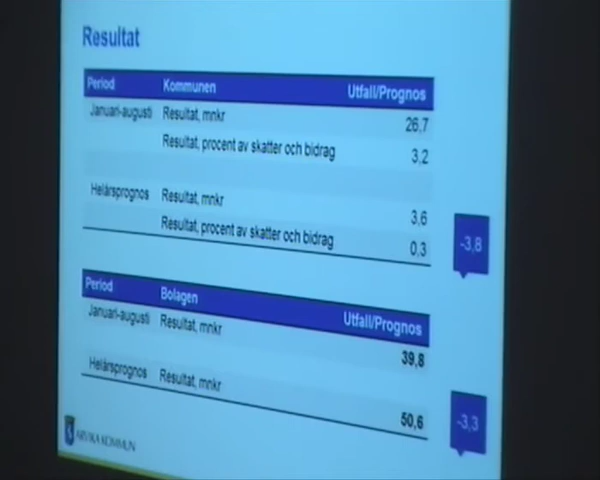 Resultat
Period Kommunen Utfall/Prognos
Januari-augusti Resultat, mnkr 26,7
Resultat, procent av skatter och bidrag 3,2
Helårsprognos Resultat, mnkr 3,6
Resultat, procent av skatter och bidrag 0,3
-3,8
Period Bolagen Utfall/Prognos
Januari-augusti Resultat, mnkr 39,8
Helårsprognos Resultat, mnkr 50,6
-3,3
ARVIKA KOMMUN